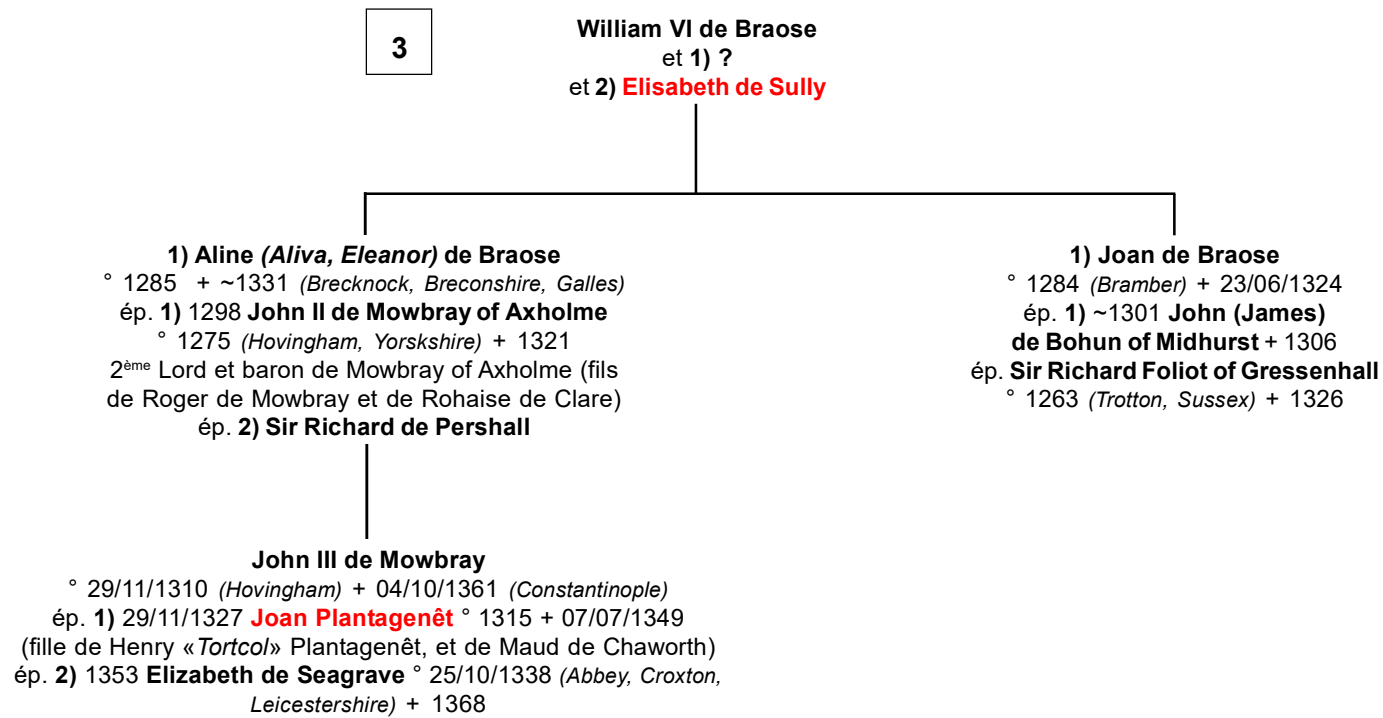 3
William VI de Braose
et 1) ?
et 2) Elisabeth de Sully
1) Aline (Aliva, Eleanor) de Braose
° 1285 + ~1331 (Brecknock, Breconshire, Galles)
ép. 1) 1298 John II de Mowbray of Axholme
° 1275 (Hovingham, Yorskshire) + 1321
2ème Lord et baron de Mowbray of Axholme (fils
de Roger de Mowbray et de Rohaise de Clare)
ép. 2) Sir Richard de Pershall
1) Joan de Braose
° 1284 (Bramber) + 23/06/1324
ép. 1) ~1301 John (James)
de Bohun of Midhurst + 1306
ép. Sir Richard Foliot of Gressenhall
° 1263 (Trotton, Sussex) + 1326
John III de Mowbray
° 29/11/1310 (Hovingham) + 04/10/1361 (Constantinople)
ép. 1) 29/11/1327 Joan Plantagenêt ° 1315 + 07/07/1349
(fille de Henry «Tortcol» Plantagenêt, et de Maud de Chaworth)
ép. 2) 1353 Elizabeth de Seagrave ° 25/10/1338 (Abbey, Croxton,
Leicestershire) + 1368